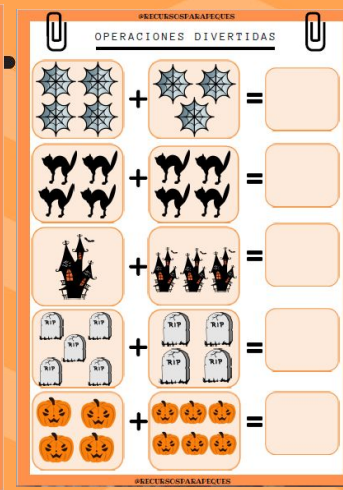 @RECURSOSPARAPEQUES
OPERACIONES DIVERTIDAS
+ =
+ =
+ =
RIP RIP RIP RIP RIP + RIP RIP RIP RIP =
+ =
@RECURSOSPARAPEQUES